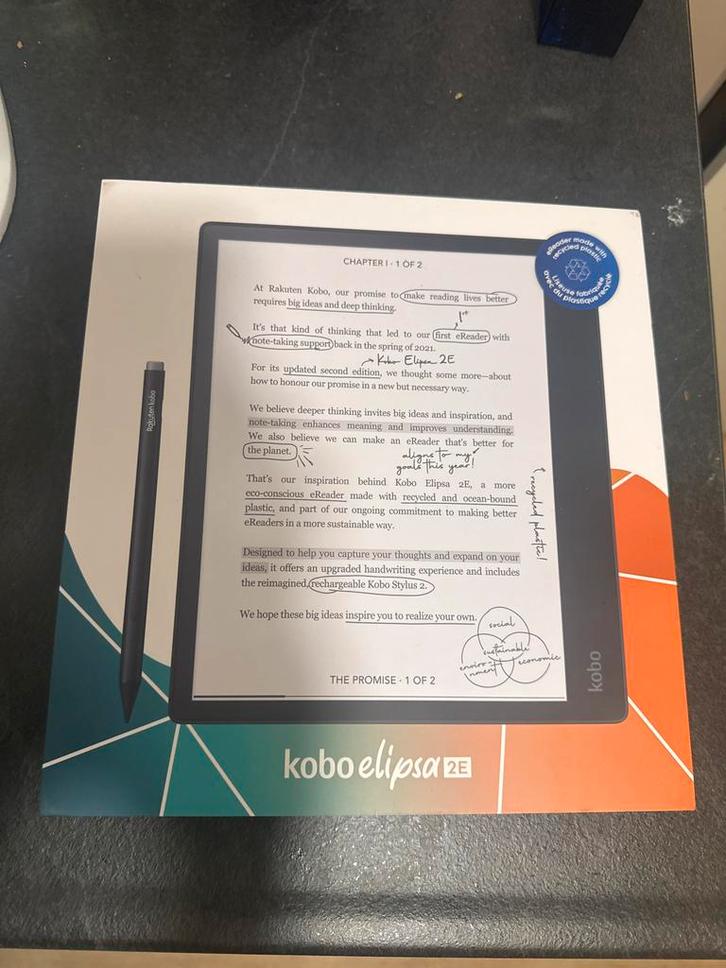 eReader made with
recycled plastic
Liseuse fabriquée
avec du plastique recyclé
CHAPTER I · 1 OF 2
At Rakuten Kobo, our promise to make reading lives better
requires big ideas and deep thinking.
1st
It's that kind of thinking that led to our first eReader with
note-taking support back in the spring of 2021.
Kobo Elipsa 2E
For its updated second edition, we thought some more—about
how to honour our promise in a new but necessary way.
We believe deeper thinking invites big ideas and inspiration, and
note-taking enhances meaning and improves understanding.
We also believe we can make an eReader that's better for
the planet.
aligns to my
goals this year!
That's our inspiration behind Kobo Elipsa 2E, a more
eco-conscious eReader made with recycled and ocean-bound
plastic, and part of our ongoing commitment to making better
eReaders in a more sustainable way.
recycled plastic!
Designed to help you capture your thoughts and expand on your
ideas, it offers an upgraded handwriting experience and includes
the reimagined, rechargeable Kobo Stylus 2.
We hope these big ideas inspire you to realize your own.
social
sustainable
environ-
nment
economic
THE PROMISE · 1 OF 2
kobo
Rakuten kobo
kobo elipsa 2E